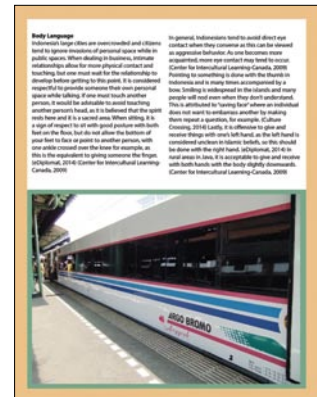 Body Language
Indonesia's large cities are overcrowded and citizens
tend to ignore invasions of personal space while in
public spaces. When dealing in business, intimate
relationships allow for more physical contact and
touching, but one must wait for the relationship to
develop before getting to this point. It is considered
respectful to provide someone their own personal
space while talking. If one must touch another
person, it would be advisable to avoid touching
another person's head, as it is believed that the spirit
rests here and it is a sacred area. When sitting, it is
a sign of respect to sit with good posture with both
feet on the floor, but do not allow the bottom of
your feet to face or point to another person, with
one ankle crossed over the knee for example, as
this is the equivalent to giving someone the finger.
(eDiplomat, 2014) (Center for Intercultural Learning-
Canada, 2009)
In general, Indonesians tend to avoid direct eye
contact when they converse as this can be viewed
as aggressive behavior. As one becomes more
acquainted, more eye contact may tend to occur.
(Center for Intercultural Learning-Canada, 2009)
Pointing to something is done with the thumb in
Indonesia and is many times accompanied by a
bow. Smiling is widespread in the islands and many
people will nod even when they don't understand.
This is attributed to "saving face" where an individual
does not want to embarrass another by making
them repeat a question, for example. (Culture
Crossing, 2014) Lastly, it is offensive to give and
receive things with one's left hand, as the left hand is
considered unclean in Islamic beliefs, so this should
be done with the right hand. (eDiplomat, 2014) In
rural areas in Java, it is acceptable to give and receive
with both hands with the body slightly downwards.
(Center for Intercultural Learning-Canada, 2009)
ARGO BROMO
Anggrek